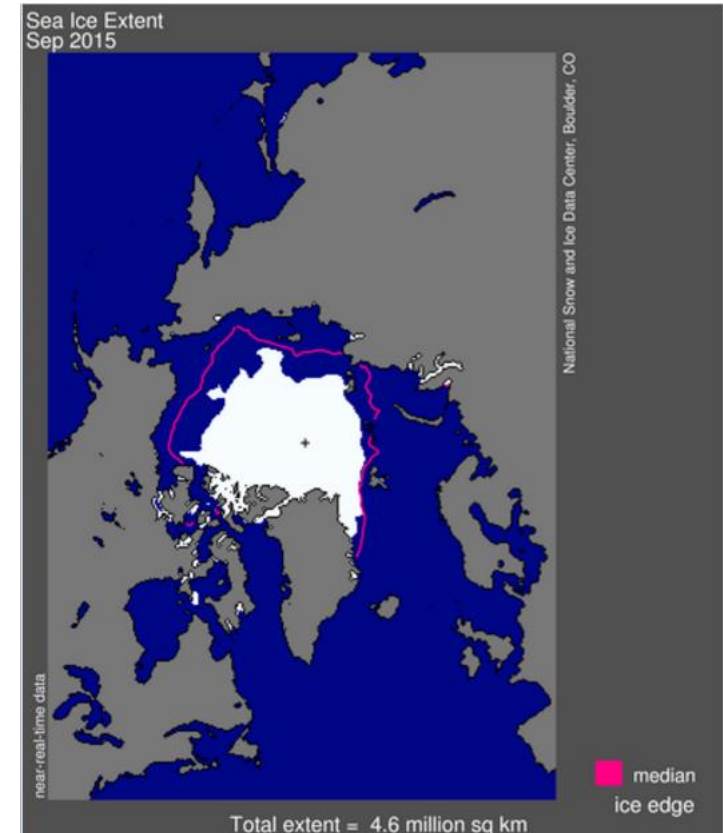 Sea Ice Extent
Sep 2015
National Snow and Ice Data Center, Boulder, CO
near-real-time data
median
ice edge
Total extent = 4.6 million sq km